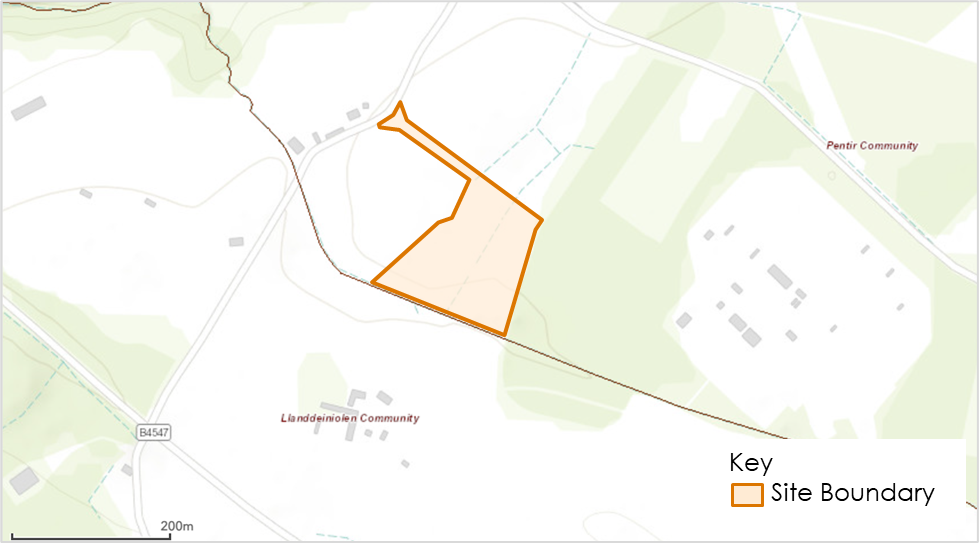 Pentir Community
Llanddeiniolen Community
B4547
Key
Site Boundary
200m